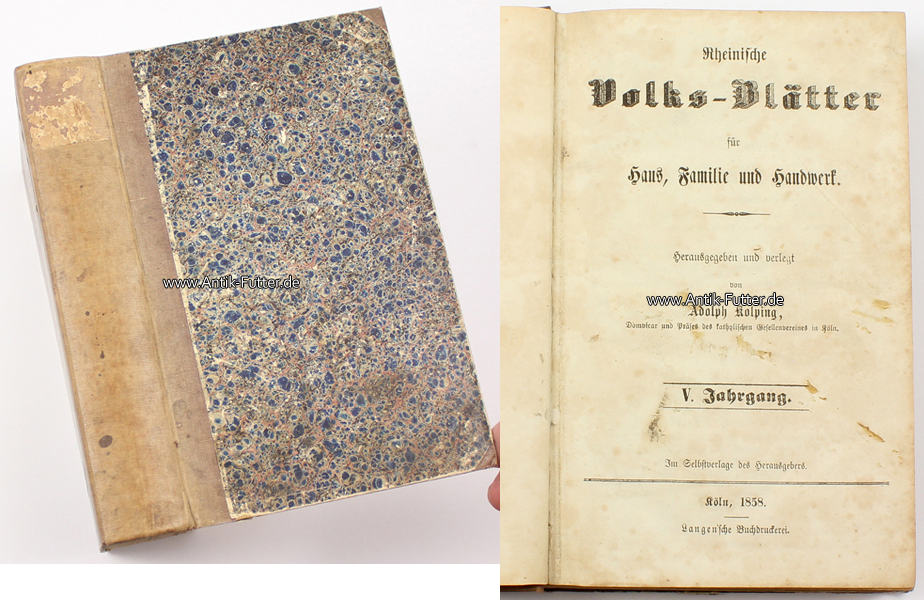 www.Antik-Futter.de
Rheinische
Volks-Blätter
für
Haus, Familie und Handwerk.
Herausgegeben und verlegt
von
www.Antik-Futter.de
Adolph Kolping,
Domvicar und Präses des katholischen Gesellenvereines in Köln.
V. Jahrgang.
Im Selbstverlage des Herausgebers.
Köln, 1858.
Langen'sche Buchdruckerei.